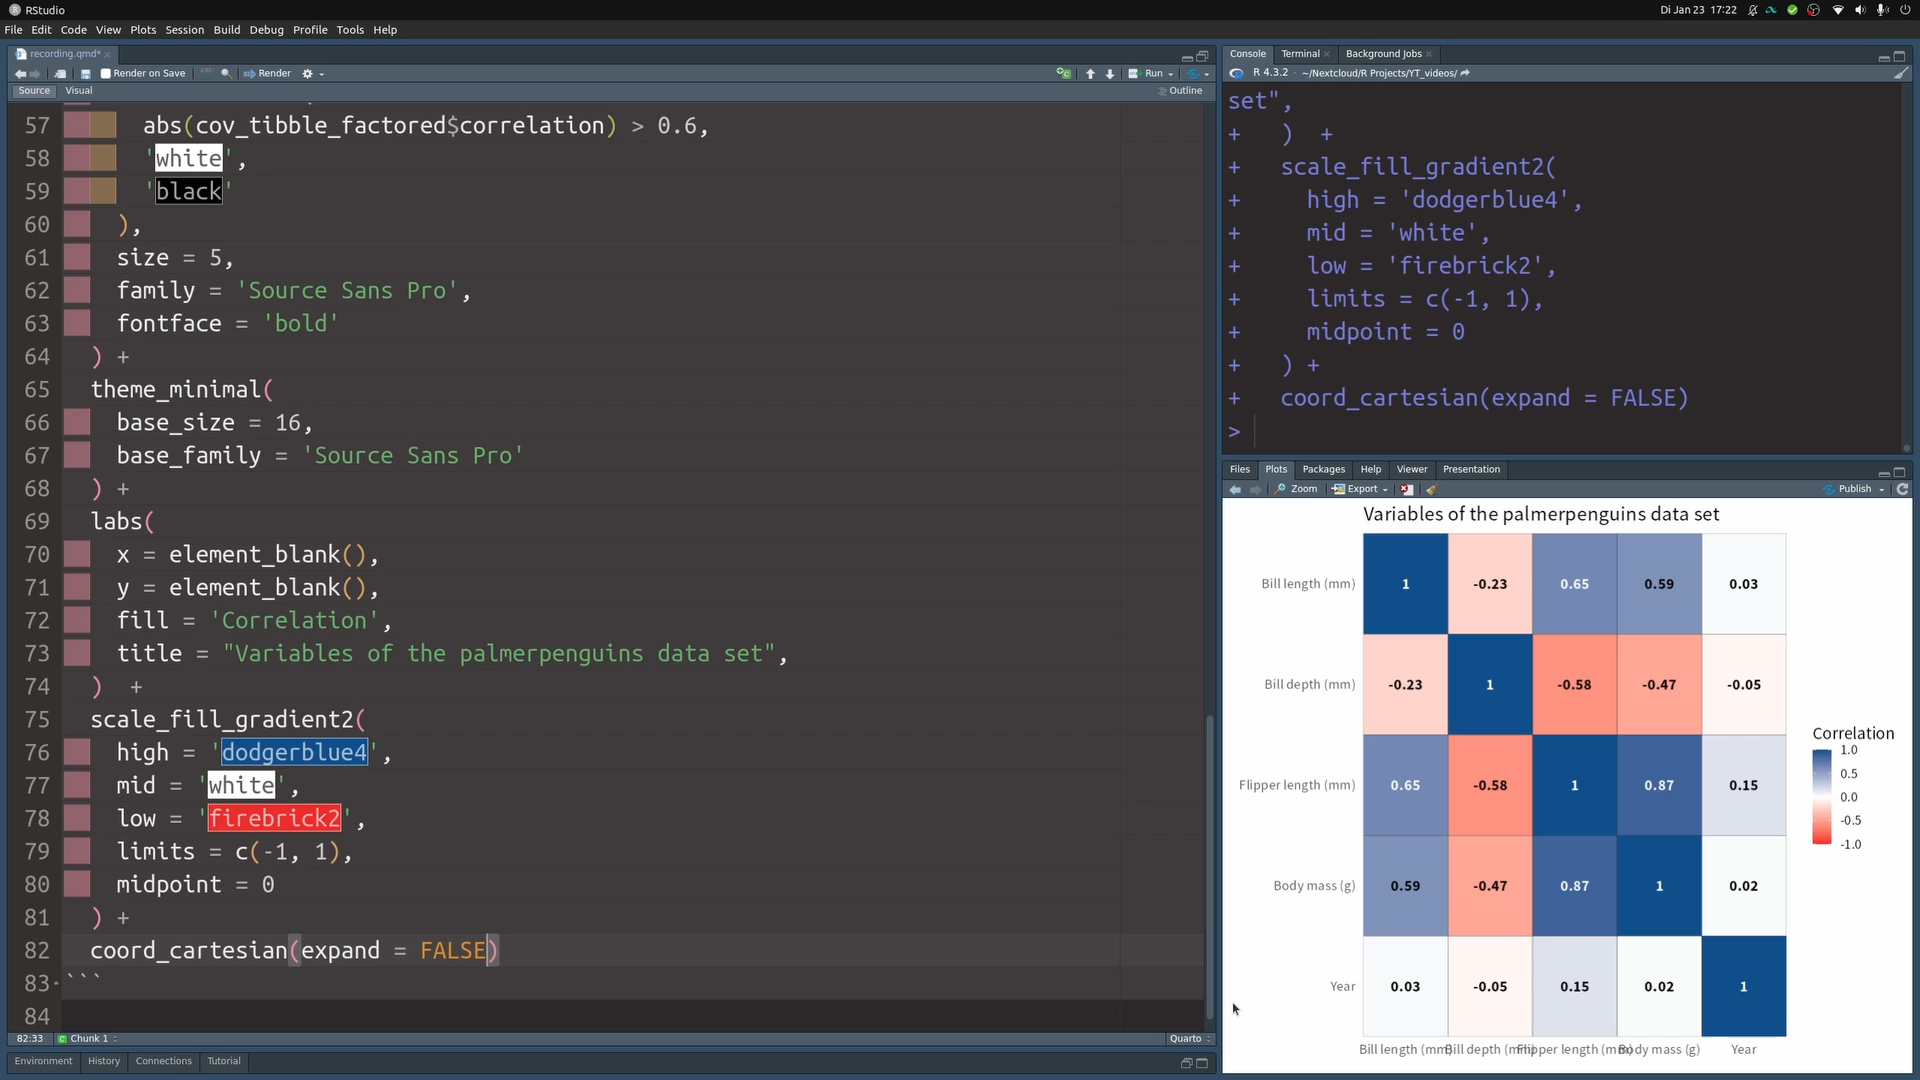 RStudio
Di Jan 23 17:22
File Edit Code View Plots Session Build Debug Profile Tools Help
recording.qmd*
Render on Save
Render
Run
Source Visual
Outline
57 abs(cov_tibble_factored$correlation) > 0.6,
58 'white',
59 'black'
60 ),
61 size = 5,
62 family = 'Source Sans Pro',
63 fontface = 'bold'
64 ) +
65 theme_minimal(
66 base_size = 16,
67 base_family = 'Source Sans Pro'
68 ) +
69 labs(
70 x = element_blank(),
71 y = element_blank(),
72 fill = 'Correlation',
73 title = "Variables of the palmerpenguins data set",
74 ) +
75 scale_fill_gradient2(
76 high = 'dodgerblue4',
77 mid = 'white',
78 low = 'firebrick2',
79 limits = c(-1, 1),
80 midpoint = 0
81 ) +
82 coord_cartesian(expand = FALSE)
83 ```
84
82:33 Chunk 1
Quarto
Environment History Connections Tutorial
Console Terminal Background Jobs
R 4.3.2 · ~/Nextcloud/R Projects/YT_videos/
set",
+ ) +
+ scale_fill_gradient2(
+ high = 'dodgerblue4',
+ mid = 'white',
+ low = 'firebrick2',
+ limits = c(-1, 1),
+ midpoint = 0
+ ) +
+ coord_cartesian(expand = FALSE)
>
Files Plots Packages Help Viewer Presentation
Zoom Export Publish
Variables of the palmerpenguins data set
Bill length (mm) 1 -0.23 0.65 0.59 0.03
Bill depth (mm) -0.23 1 -0.58 -0.47 -0.05
Flipper length (mm) 0.65 -0.58 1 0.87 0.15
Body mass (g) 0.59 -0.47 0.87 1 0.02
Year 0.03 -0.05 0.15 0.02 1
Bill length (mm) Bill depth (mm) Flipper length (mm) Body mass (g) Year
Correlation
1.0
0.5
0.0
-0.5
-1.0